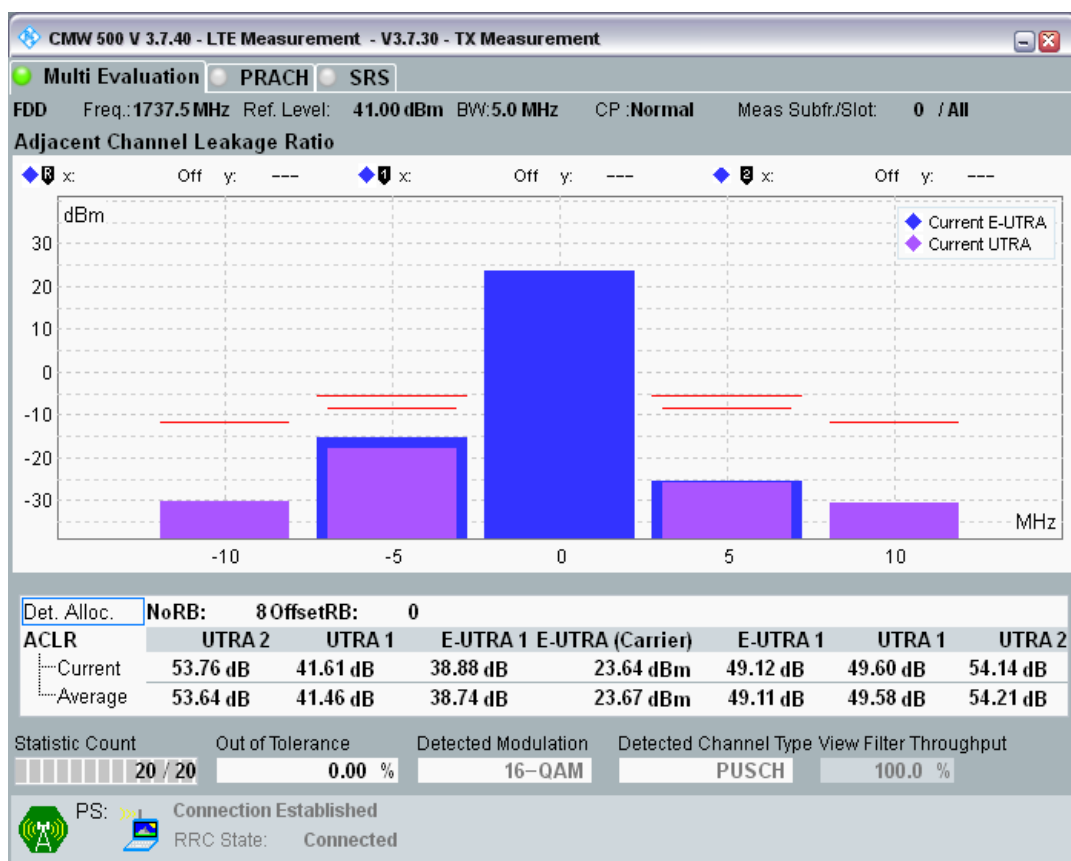 CMW 500 V 3.7.40 - LTE Measurement - V3.7.30 - TX Measurement
Multi Evaluation PRACH SRS
FDD Freq.: 1737.5 MHz Ref. Level: 41.00 dBm BW: 5.0 MHz CP : Normal Meas Subfr./Slot: 0 / All
Adjacent Channel Leakage Ratio
R x: Off y: --- 1 x: Off y: --- 2 x: Off y: ---
dBm
Current E-UTRA
Current UTRA
30
20
10
0
-10
-20
-30
MHz
-10 -5 0 5 10
Det. Alloc. NoRB: 8 OffsetRB: 0
ACLR UTRA 2 UTRA 1 E-UTRA 1 E-UTRA (Carrier) E-UTRA 1 UTRA 1 UTRA 2
Current 53.76 dB 41.61 dB 38.88 dB 23.64 dBm 49.12 dB 49.60 dB 54.14 dB
Average 53.64 dB 41.46 dB 38.74 dB 23.67 dBm 49.11 dB 49.58 dB 54.21 dB
Statistic Count Out of Tolerance Detected Modulation Detected Channel Type View Filter Throughput
20 / 20 0.00 % 16-QAM PUSCH 100.0 %
PS: Connection Established
RRC State: Connected